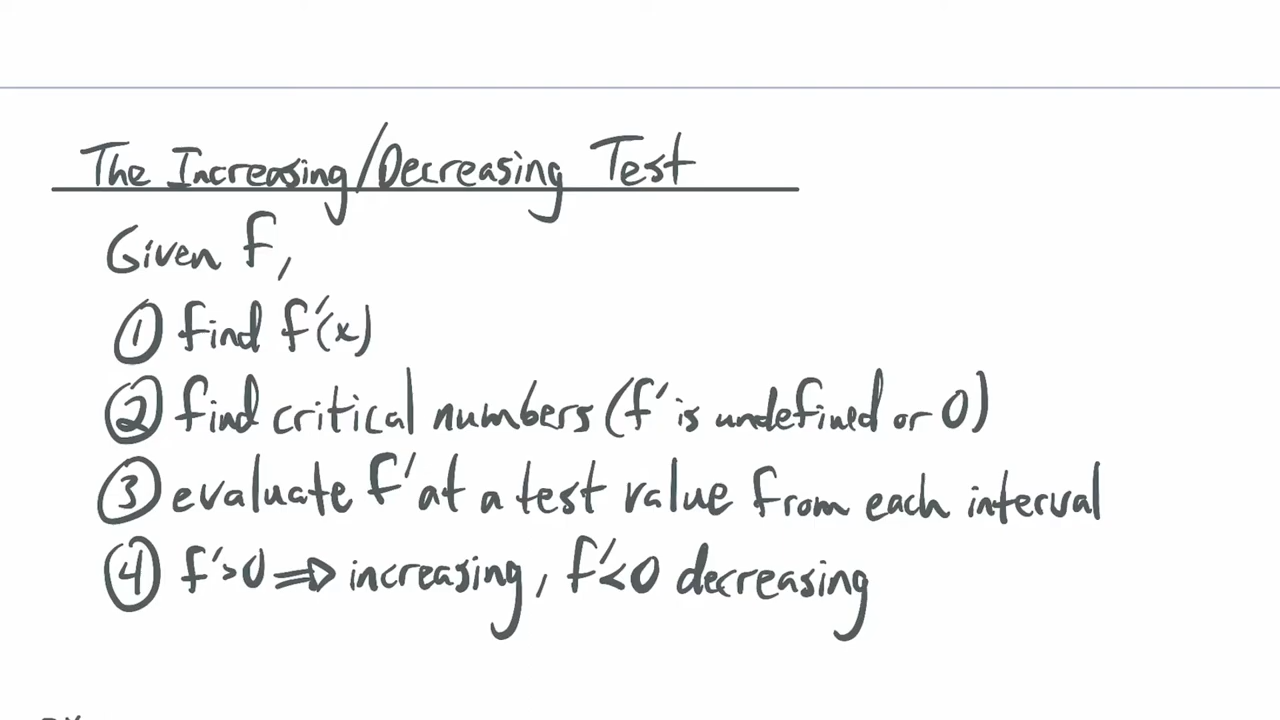 The Increasing/Decreasing Test
Given f,
① find f'(x)
② find critical numbers (f' is undefined or 0)
③ evaluate f' at a test value from each interval
④ f'>0 ⇒ increasing, f'<0 decreasing